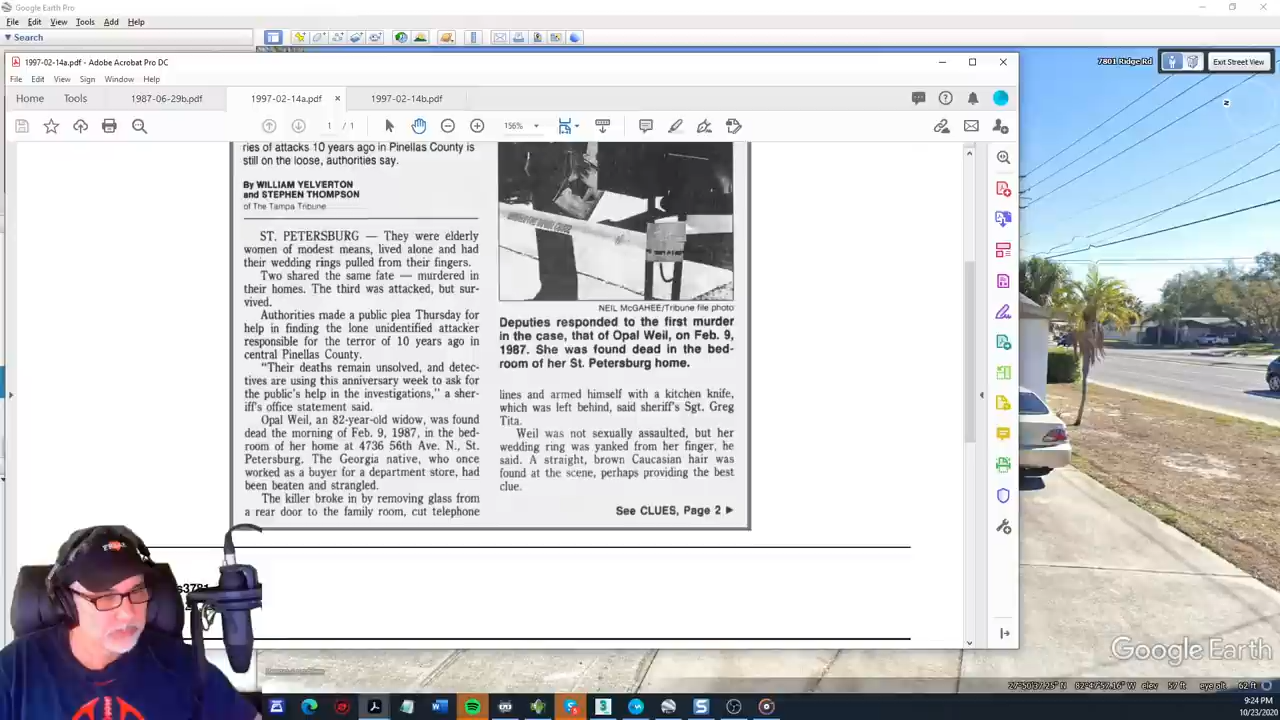 Google Earth Pro
File Edit View Tools Add Help
Search
1997-02-14a.pdf - Adobe Acrobat Pro DC
File Edit View Sign Window Help
Home Tools 1987-06-29b.pdf 1997-02-14a.pdf 1997-02-14b.pdf
1 / 1 156%
7801 Ridge Rd Exit Street View
ries of attacks 10 years ago in Pinellas County is
still on the loose, authorities say.
By WILLIAM YELVERTON
and STEPHEN THOMPSON
of The Tampa Tribune
ST. PETERSBURG — They were elderly
women of modest means, lived alone and had
their wedding rings pulled from their fingers.
Two shared the same fate — murdered in
their homes. The third was attacked, but sur-
vived.
Authorities made a public plea Thursday for
help in finding the lone unidentified attacker
responsible for the terror of 10 years ago in
central Pinellas County.
"Their deaths remain unsolved, and detec-
tives are using this anniversary week to ask for
the public's help in the investigations," a sher-
iff's office statement said.
Opal Weil, an 82-year-old widow, was found
dead the morning of Feb. 9, 1987, in the bed-
room of her home at 4736 56th Ave. N., St.
Petersburg. The Georgia native, who once
worked as a buyer for a department store, had
been beaten and strangled.
The killer broke in by removing glass from
a rear door to the family room, cut telephone
NEIL McGAHEE/Tribune file photo
Deputies responded to the first murder
in the case, that of Opal Weil, on Feb. 9,
1987. She was found dead in the bed-
room of her St. Petersburg home.
lines and armed himself with a kitchen knife,
which was left behind, said sheriff's Sgt. Greg
Tita.
Weil was not sexually assaulted, but her
wedding ring was yanked from her finger, he
said. A straight, brown Caucasian hair was
found at the scene, perhaps providing the best
clue.
See CLUES, Page 2
s3781
Google Earth
27°50'37.25" N 82°47'57.16" W elev 57 ft eye alt 62 ft
9:24 PM
10/23/2020